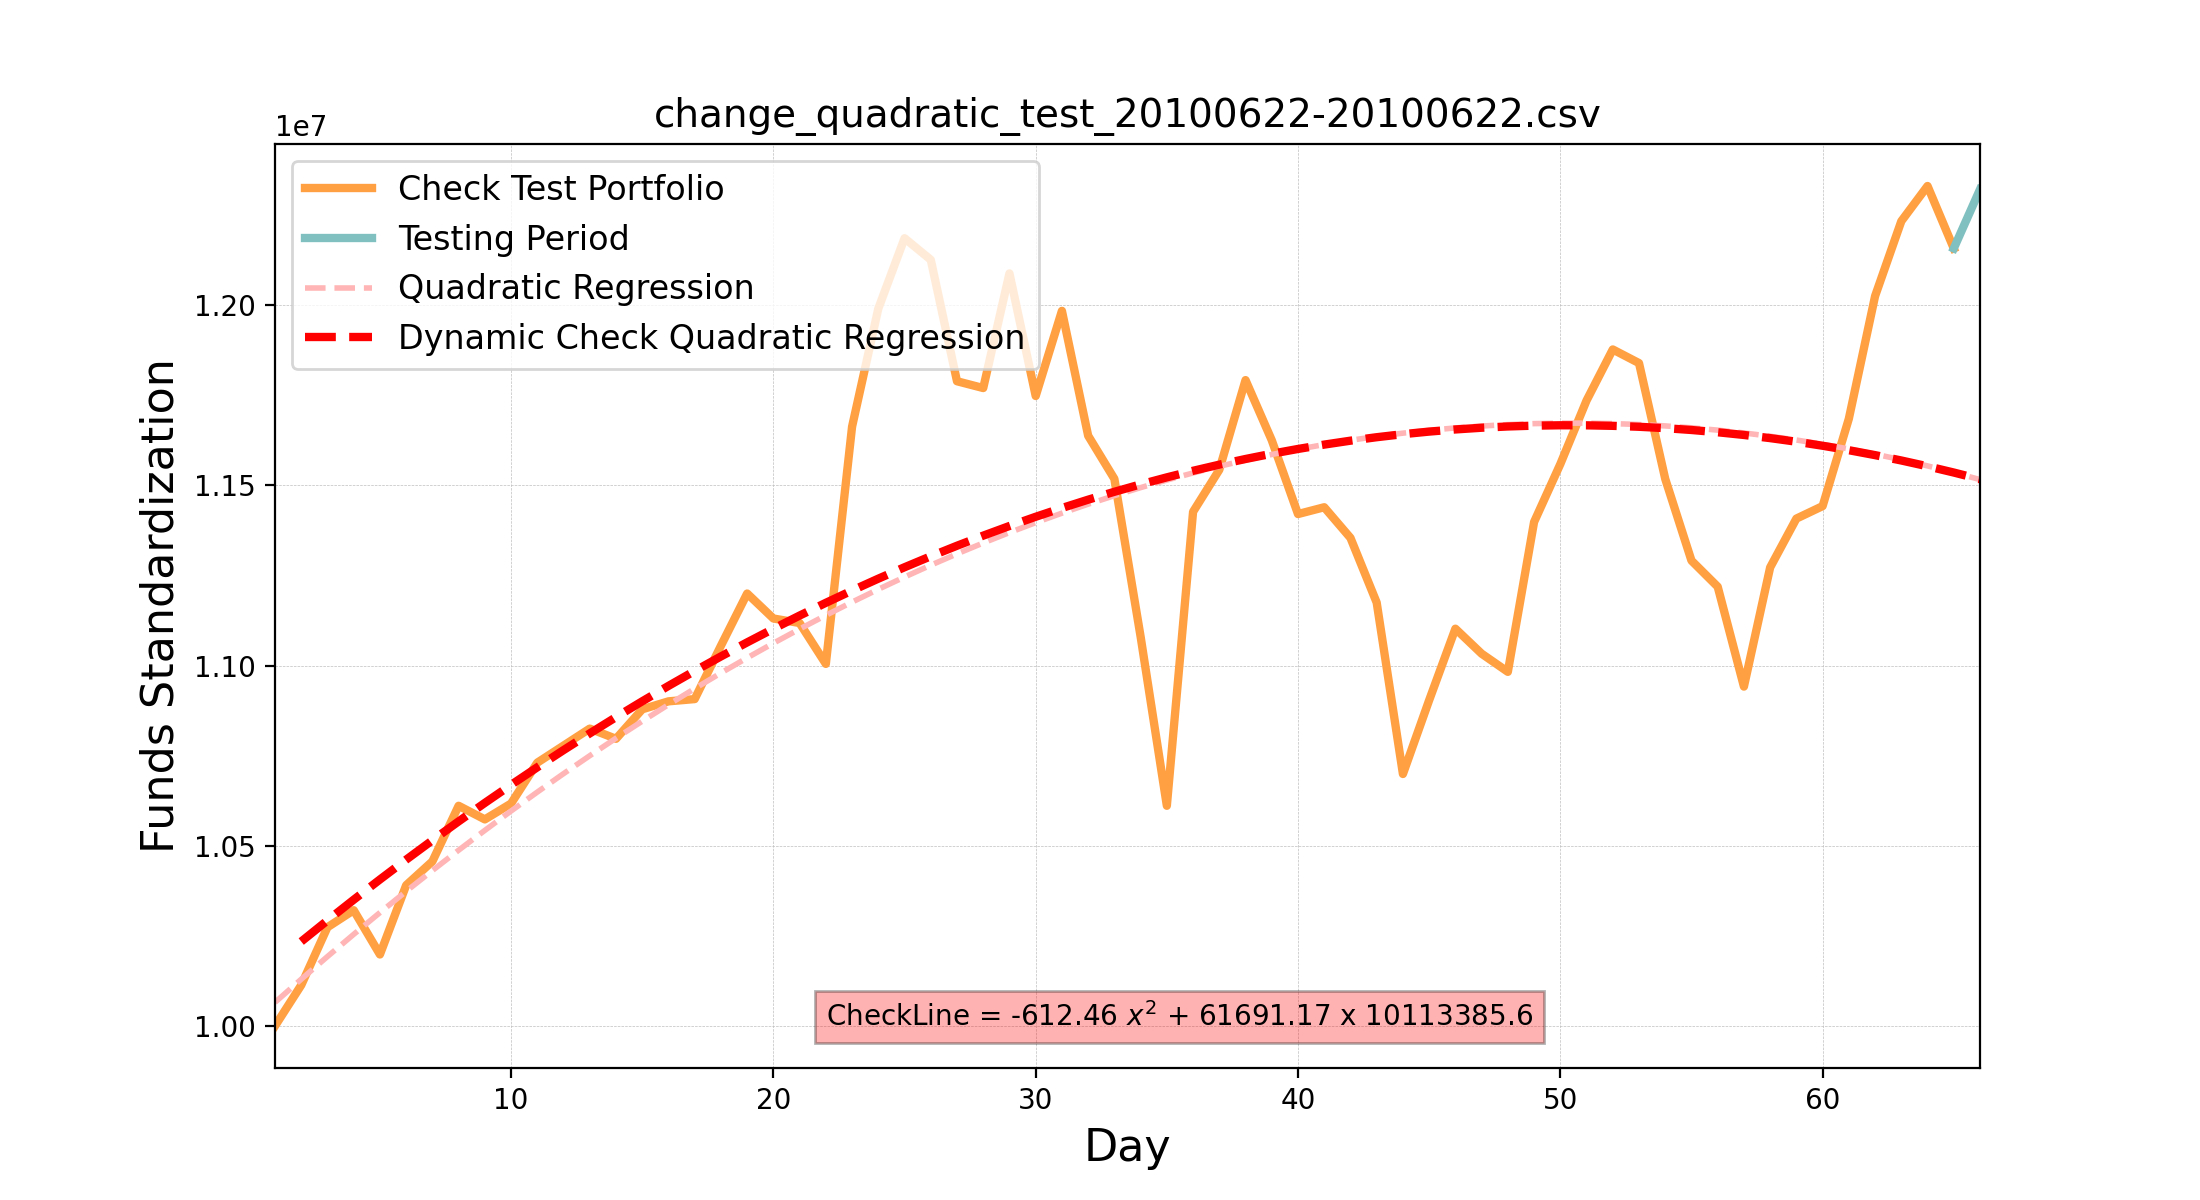 change_quadratic_test_20100622-20100622.csv
1e7
Check Test Portfolio
Testing Period
Quadratic Regression
Dynamic Check Quadratic Regression
Funds Standardization
1.20
1.15
1.10
1.05
1.00
CheckLine = -612.46 x² + 61691.17 x 10113385.6
10 20 30 40 50 60
Day